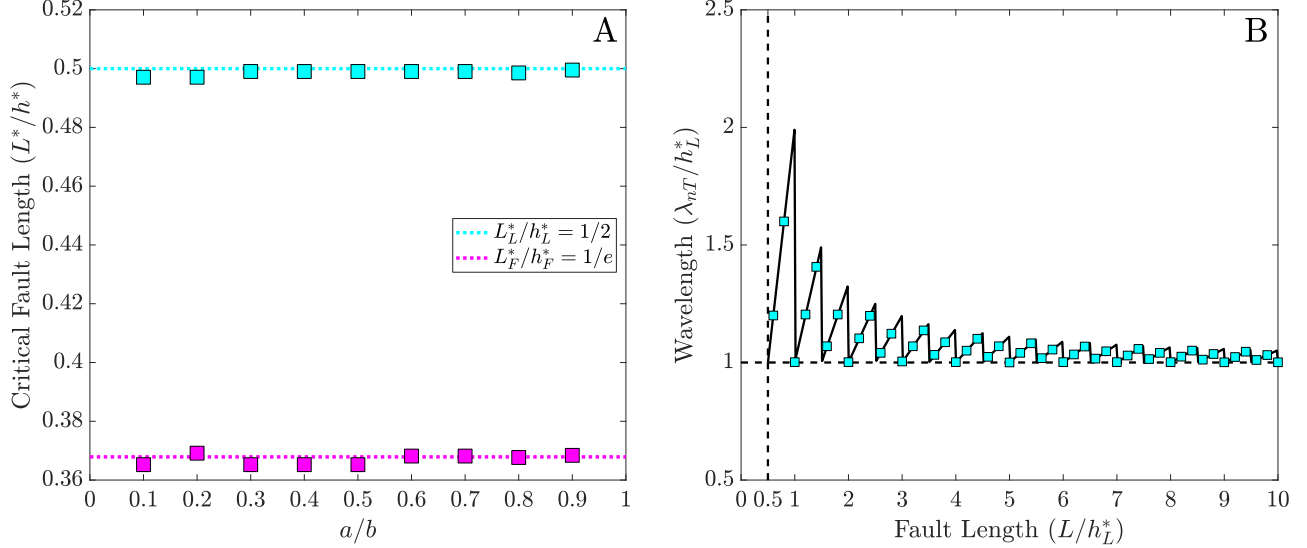 A
Critical Fault Length (L*/h*)
0.52
0.5
0.48
0.46
0.44
0.42
0.4
0.38
0.36
0 0.1 0.2 0.3 0.4 0.5 0.6 0.7 0.8 0.9 1
a/b
L*_L/h*_L = 1/2
L*_F/h*_F = 1/e
B
Wavelength (λ_nT/h*_L)
2.5
2
1.5
1
0.5
0 0.5 1 2 3 4 5 6 7 8 9 10
Fault Length (L/h*_L)